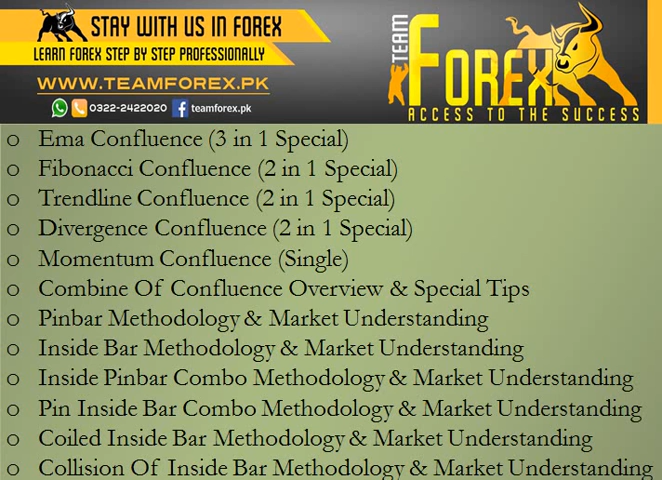 STAY WITH US IN FOREX
LEARN FOREX STEP BY STEP PROFESSIONALLY
WWW.TEAMFOREX.PK
0322-2422020 teamforex.pk
TEAM
FOREX
ACCESS TO THE SUCCESS
o Ema Confluence (3 in 1 Special)
o Fibonacci Confluence (2 in 1 Special)
o Trendline Confluence (2 in 1 Special)
o Divergence Confluence (2 in 1 Special)
o Momentum Confluence (Single)
o Combine Of Confluence Overview & Special Tips
o Pinbar Methodology & Market Understanding
o Inside Bar Methodology & Market Understanding
o Inside Pinbar Combo Methodology & Market Understanding
o Pin Inside Bar Combo Methodology & Market Understanding
o Coiled Inside Bar Methodology & Market Understanding
o Collision Of Inside Bar Methodology & Market Understanding